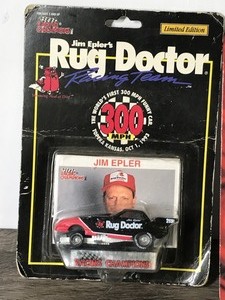 Jim Epler's
Limited Edition
Rug Doctor
Racing Team
THE WORLD'S FIRST 300 MPH FUNNY CAR
300
MPH
TOPEKA, KANSAS, OCT 1, 1993
JIM EPLER
Rug Doctor
RACING CHAMPIONS